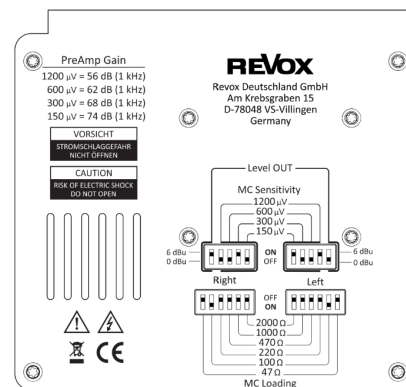 PreAmp Gain
1200 µV = 56 dB (1 kHz)
600 µV = 62 dB (1 kHz)
300 µV = 68 dB (1 kHz)
150 µV = 74 dB (1 kHz)
VORSICHT
STROMSCHLAGGEFAHR
NICHT ÖFFNEN
CAUTION
RISK OF ELECTRIC SHOCK
DO NOT OPEN
CE
REVOX
Revox Deutschland GmbH
Am Krebsgraben 15
D-78048 VS-Villingen
Germany
Level OUT
MC Sensitivity
1200 µV
600 µV
300 µV
150 µV
6 dBu ON 6 dBu
0 dBu OFF 0 dBu
Right Left
OFF
ON
2000 Ω
1000 Ω
470 Ω
220 Ω
100 Ω
47 Ω
MC Loading